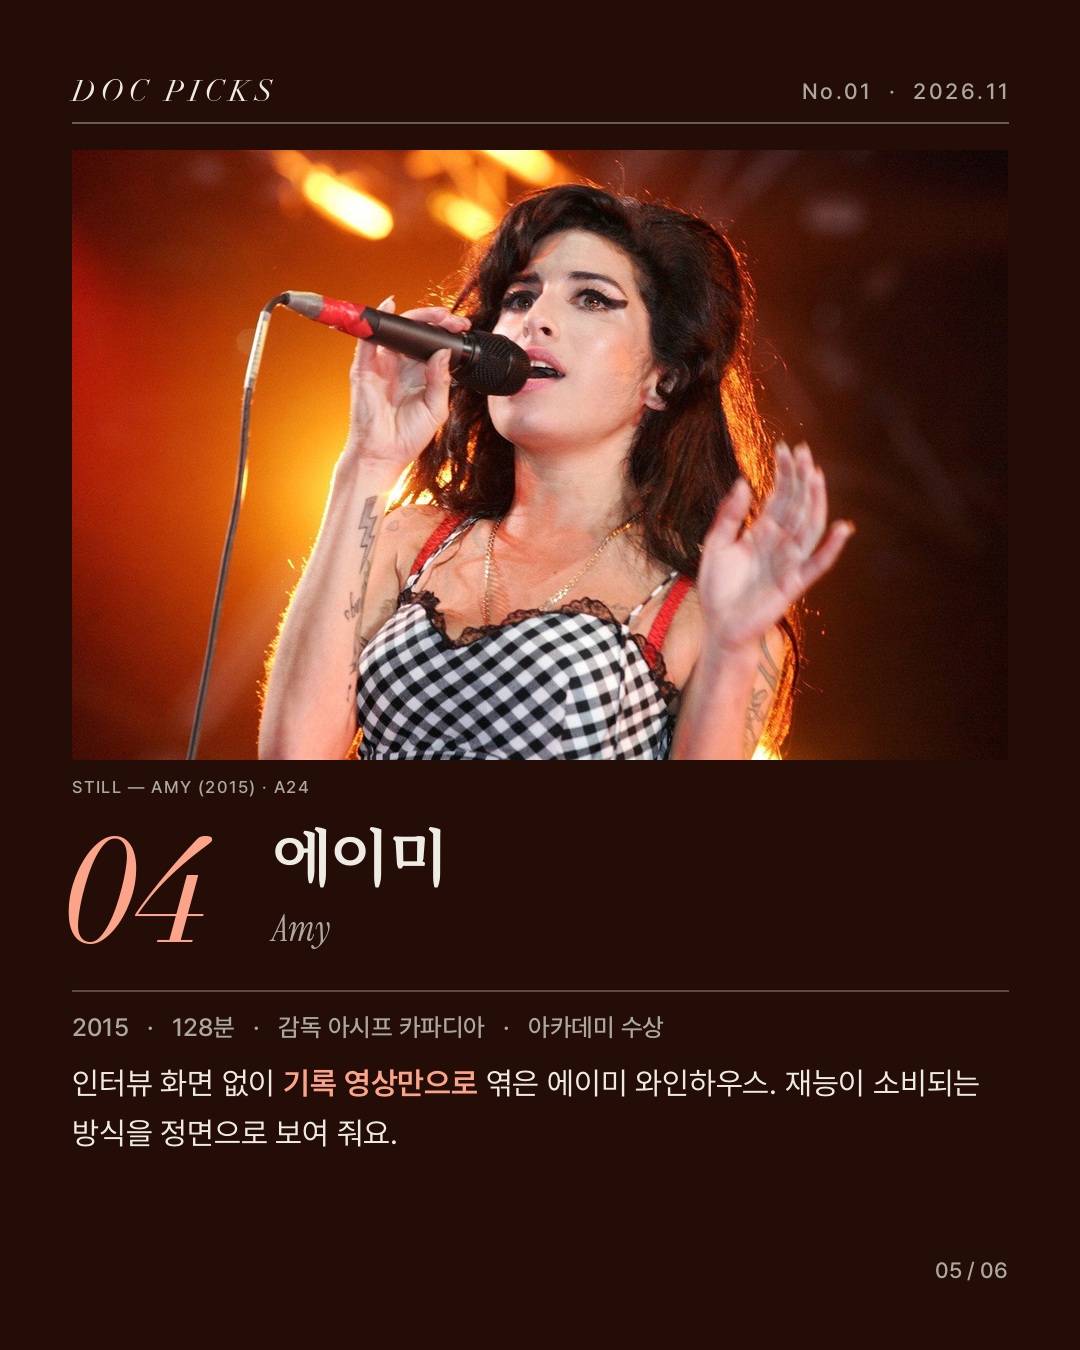 DOC PICKS
No.01 · 2026.11
STILL — AMY (2015) · A24
04
에이미
Amy
2015 · 128분 · 감독 아시프 카파디아 · 아카데미 수상
인터뷰 화면 없이 기록 영상만으로 엮은 에이미 와인하우스. 재능이 소비되는
방식을 정면으로 보여 줘요.
05 / 06